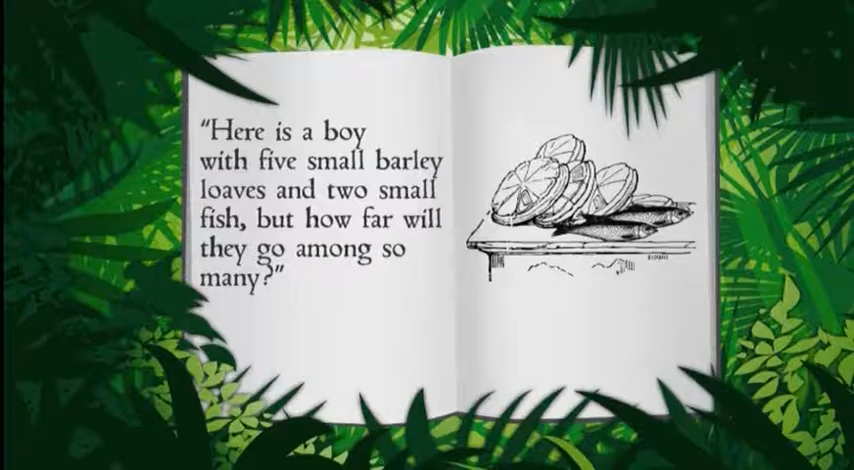 “Here is a boy
with five small barley
loaves and two small
fish, but how far will
they go among so
many?”